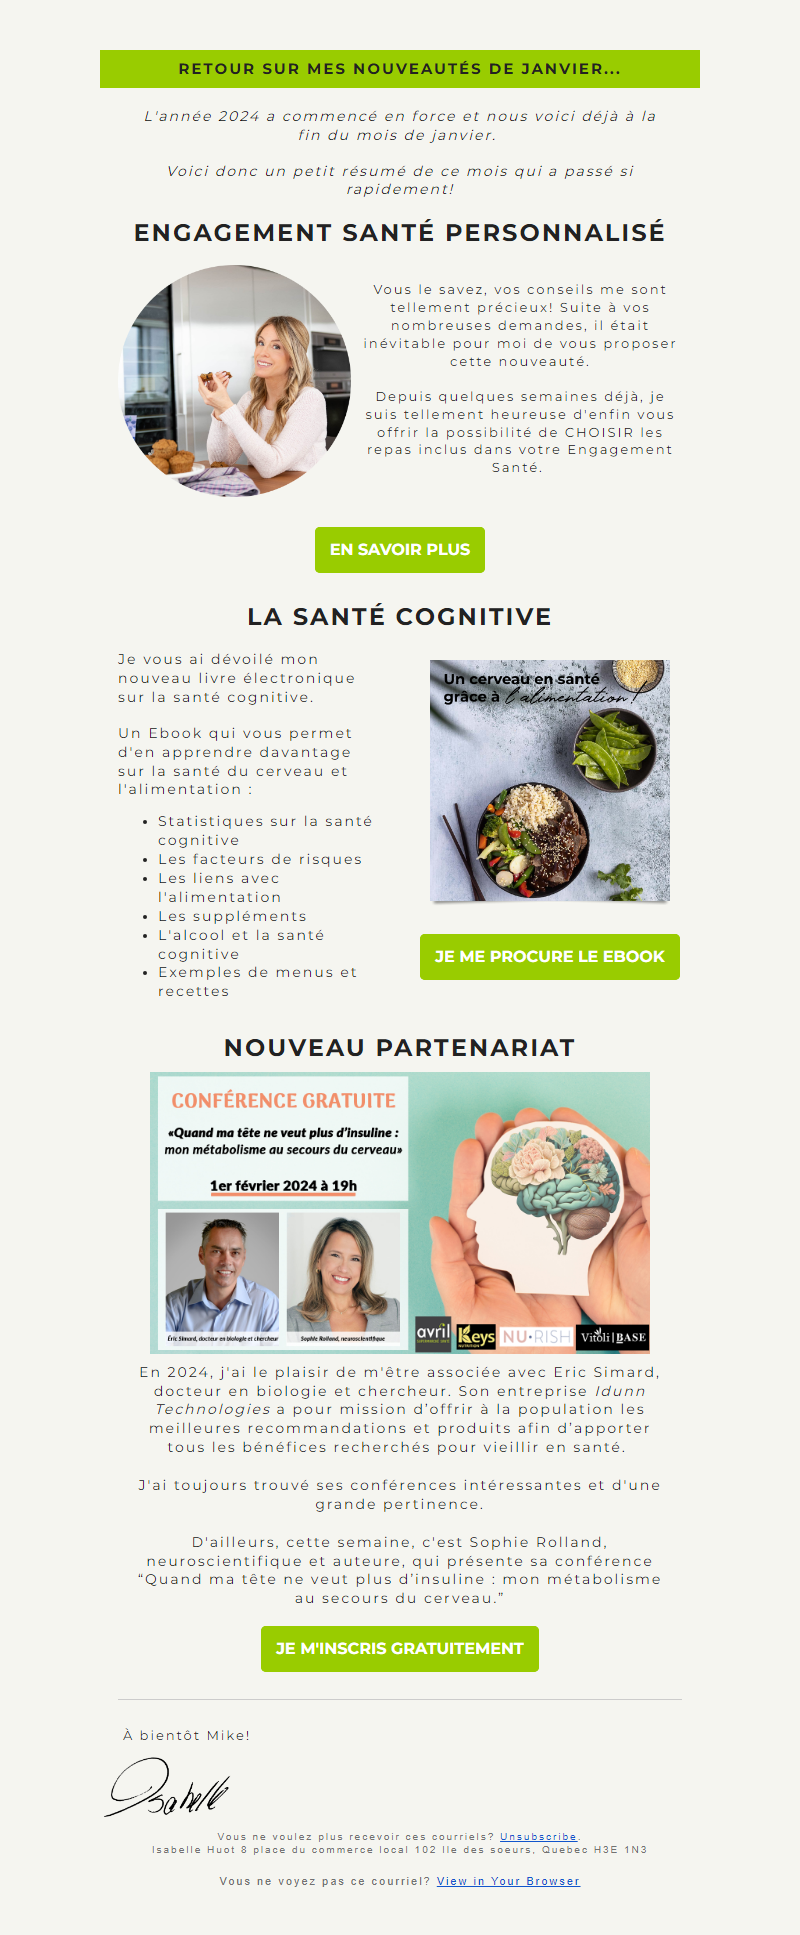 RETOUR SUR MES NOUVEAUTÉS DE JANVIER...
L'année 2024 a commencé en force et nous voici déjà à la
fin du mois de janvier.
Voici donc un petit résumé de ce mois qui a passé si
rapidement!
ENGAGEMENT SANTÉ PERSONNALISÉ
Vous le savez, vos conseils me sont
tellement précieux! Suite à vos
nombreuses demandes, il était
inévitable pour moi de vous proposer
cette nouveauté.
Depuis quelques semaines déjà, je
suis tellement heureuse d'enfin vous
offrir la possibilité de CHOISIR les
repas inclus dans votre Engagement
Santé.
EN SAVOIR PLUS
LA SANTÉ COGNITIVE
Je vous ai dévoilé mon
nouveau livre électronique
sur la santé cognitive.
Un Ebook qui vous permet
d'en apprendre davantage
sur la santé du cerveau et
l'alimentation :
• Statistiques sur la santé
cognitive
• Les facteurs de risques
• Les liens avec
l'alimentation
• Les suppléments
• L'alcool et la santé
cognitive
• Exemples de menus et
recettes
Un cerveau en santé
grâce à l'alimentation !
JE ME PROCURE LE EBOOK
NOUVEAU PARTENARIAT
CONFÉRENCE GRATUITE
«Quand ma tête ne veut plus d'insuline :
mon métabolisme au secours du cerveau»
1er février 2024 à 19h
Éric Simard, docteur en biologie et chercheur
Sophie Rolland, neuroscientifique
avril
Keys
NUTRITION
NU•RISH
Vitoli|BASE
En 2024, j'ai le plaisir de m'être associée avec Eric Simard,
docteur en biologie et chercheur. Son entreprise Idunn
Technologies a pour mission d’offrir à la population les
meilleures recommandations et produits afin d’apporter
tous les bénéfices recherchés pour vieillir en santé.
J'ai toujours trouvé ses conférences intéressantes et d'une
grande pertinence.
D'ailleurs, cette semaine, c'est Sophie Rolland,
neuroscientifique et auteure, qui présente sa conférence
“Quand ma tête ne veut plus d’insuline : mon métabolisme
au secours du cerveau.”
JE M'INSCRIS GRATUITEMENT
À bientôt Mike!
Isabelle
Vous ne voulez plus recevoir ces courriels? Unsubscribe.
Isabelle Huot 8 place du commerce local 102 Ile des soeurs, Quebec H3E 1N3
Vous ne voyez pas ce courriel? View in Your Browser